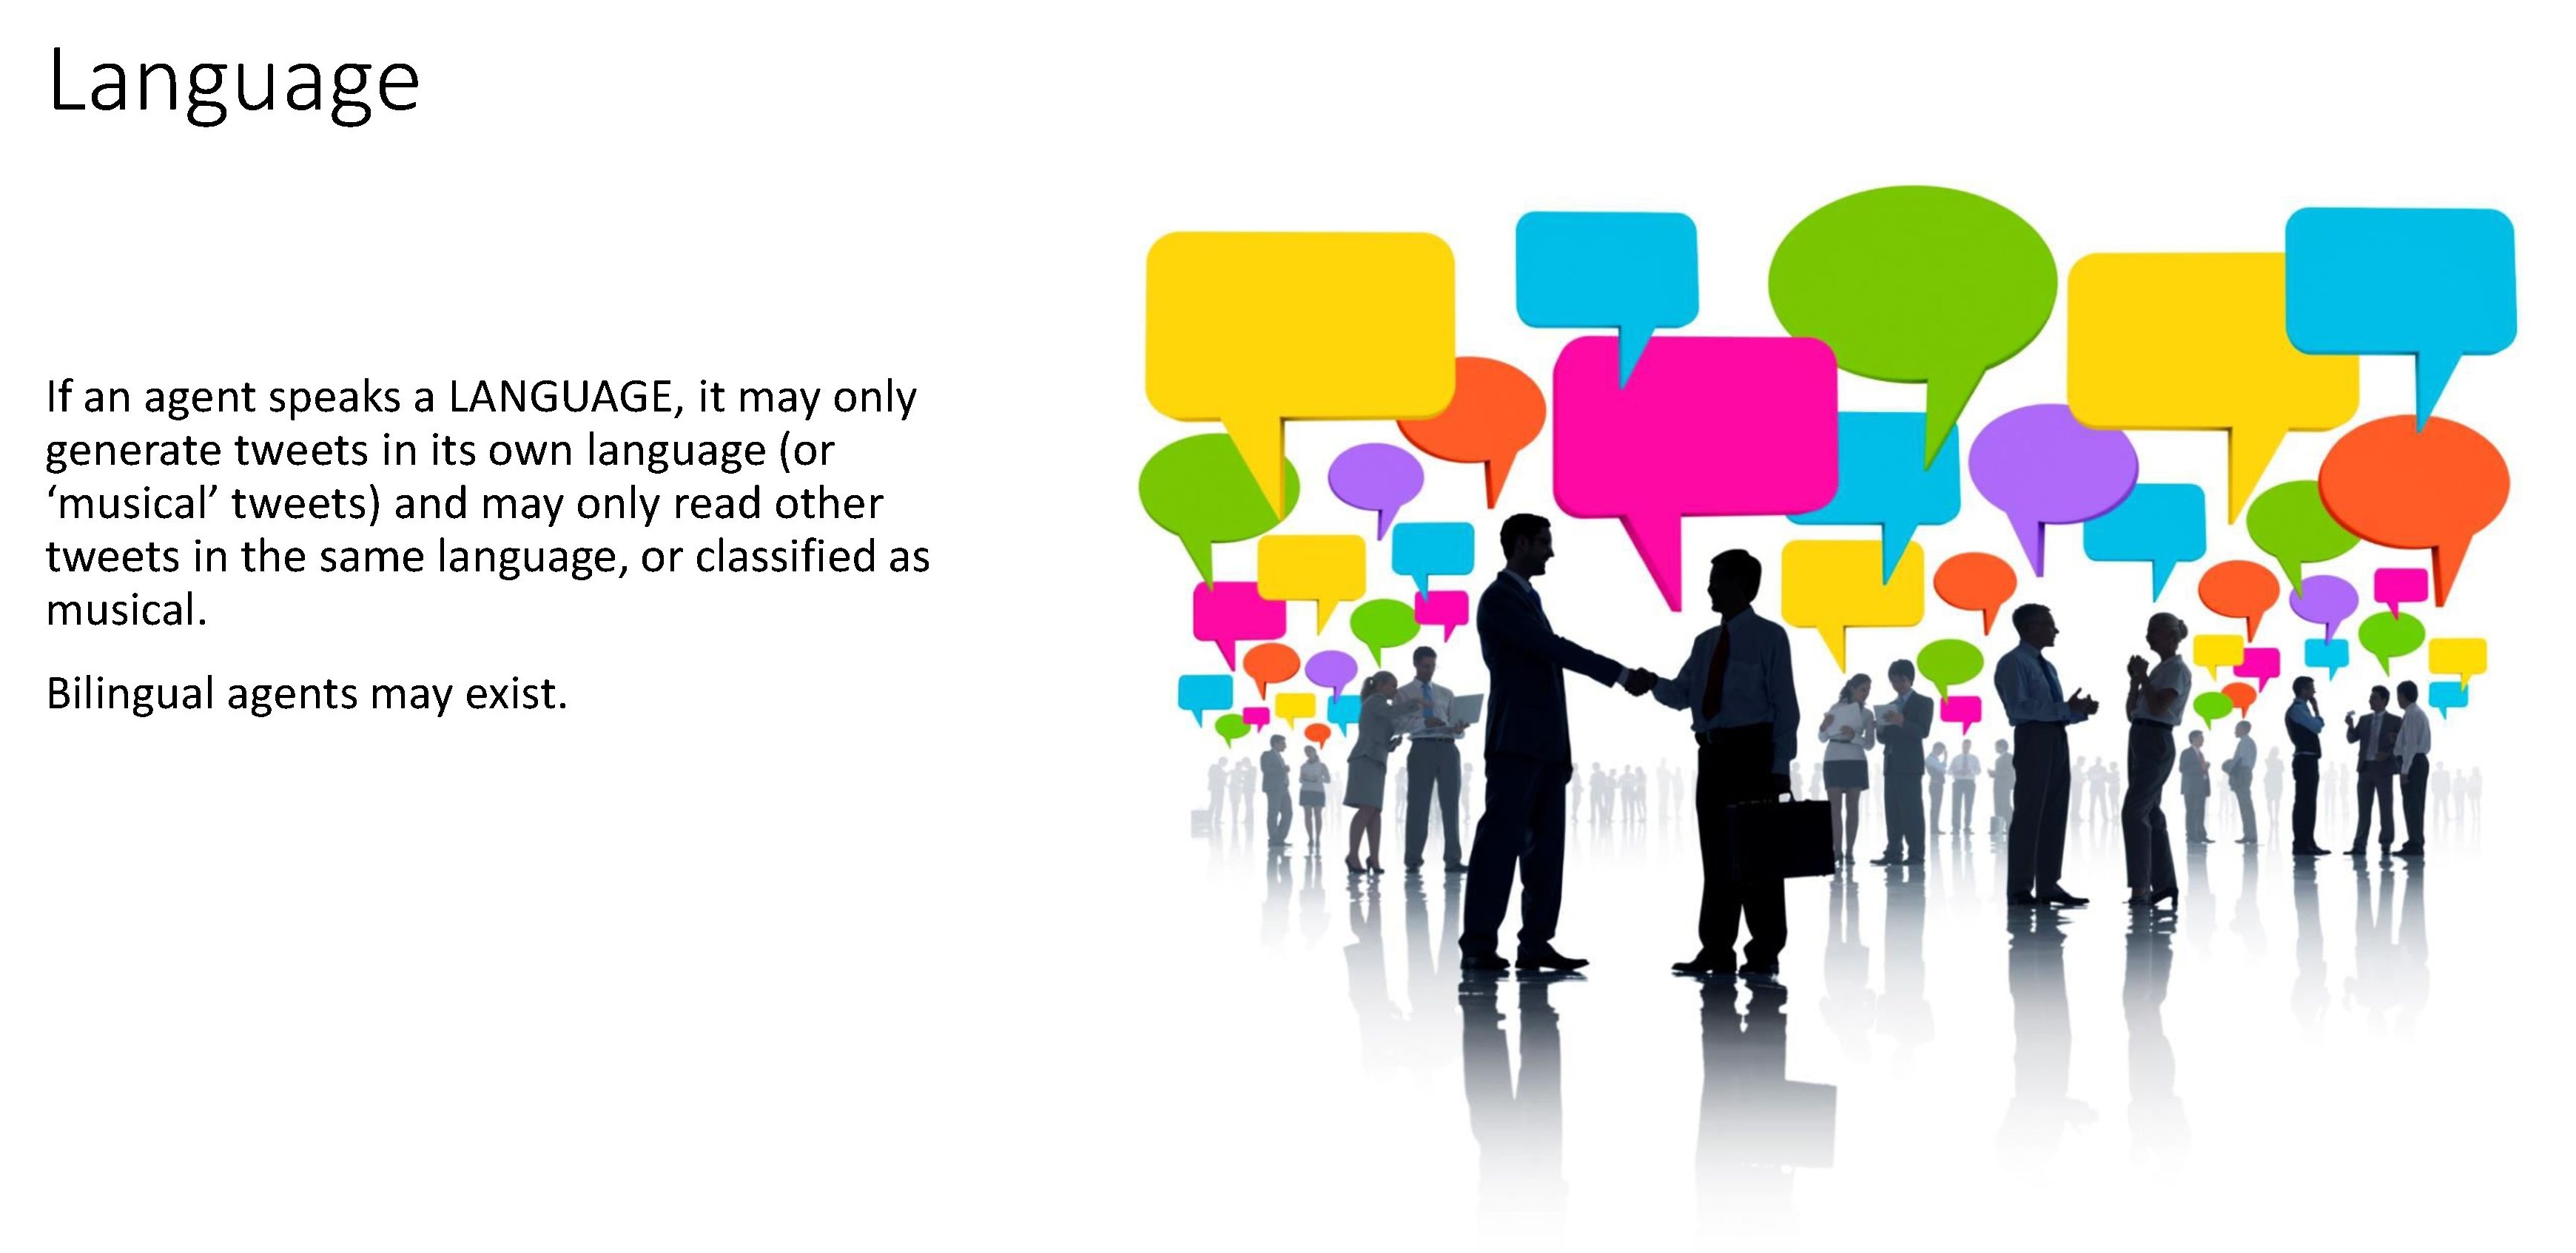 Language
If an agent speaks a LANGUAGE, it may only
generate tweets in its own language (or
‘musical’ tweets) and may only read other
tweets in the same language, or classified as
musical.
Bilingual agents may exist.